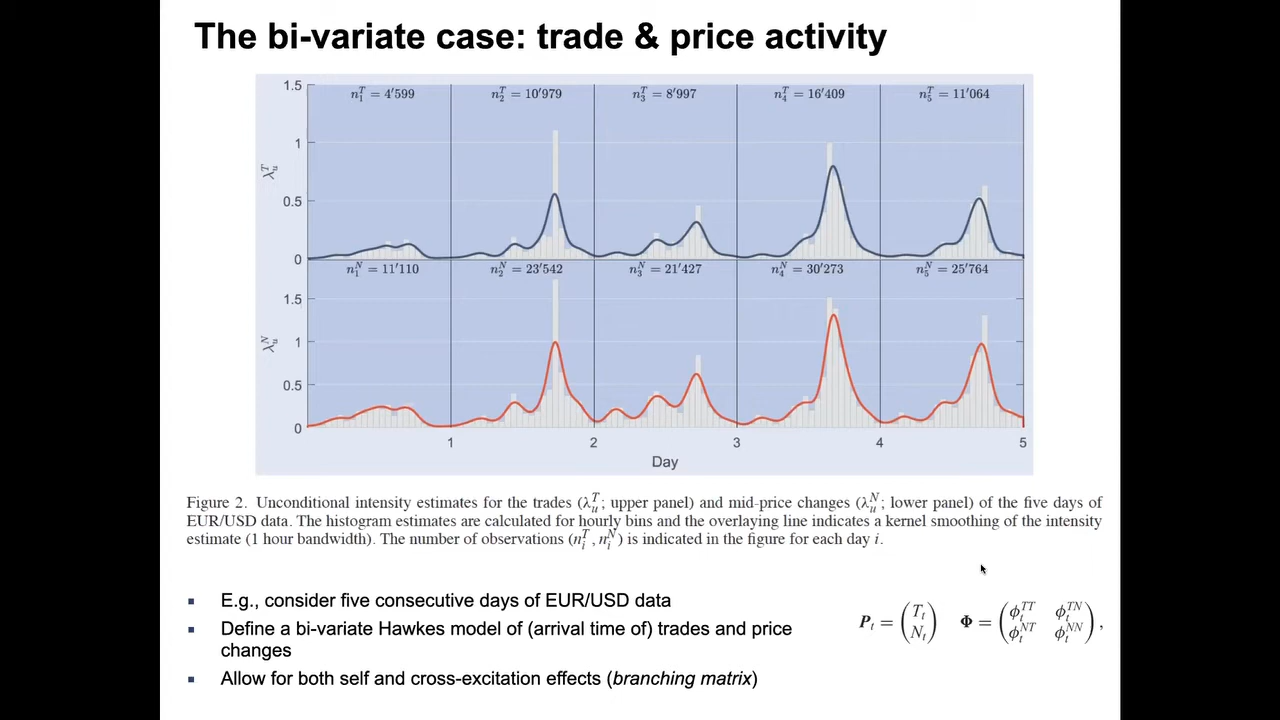 The bi-variate case: trade & price activity
1.5
n₁ᵀ = 4'599
n₂ᵀ = 10'979
n₃ᵀ = 8'997
n₄ᵀ = 16'409
n₅ᵀ = 11'064
1
λᵤᵀ
0.5
0
n₁ᴺ = 11'110
n₂ᴺ = 23'542
n₃ᴺ = 21'427
n₄ᴺ = 30'273
n₅ᴺ = 25'764
1.5
λᵤᴺ
1
0.5
0
1 2 3 4 5
Day
Figure 2. Unconditional intensity estimates for the trades (λᵤᵀ; upper panel) and mid-price changes (λᵤᴺ; lower panel) of the five days of
EUR/USD data. The histogram estimates are calculated for hourly bins and the overlaying line indicates a kernel smoothing of the intensity
estimate (1 hour bandwidth). The number of observations (nᵢᵀ, nᵢᴺ) is indicated in the figure for each day i.
▪ E.g., consider five consecutive days of EUR/USD data
▪ Define a bi-variate Hawkes model of (arrival time of) trades and price
changes
▪ Allow for both self and cross-excitation effects (branching matrix)
Pₜ = (Tₜ Nₜ) Φ = (φₜᵀᵀ φₜᵀᴺ
φₜᴺᵀ φₜᴺᴺ),